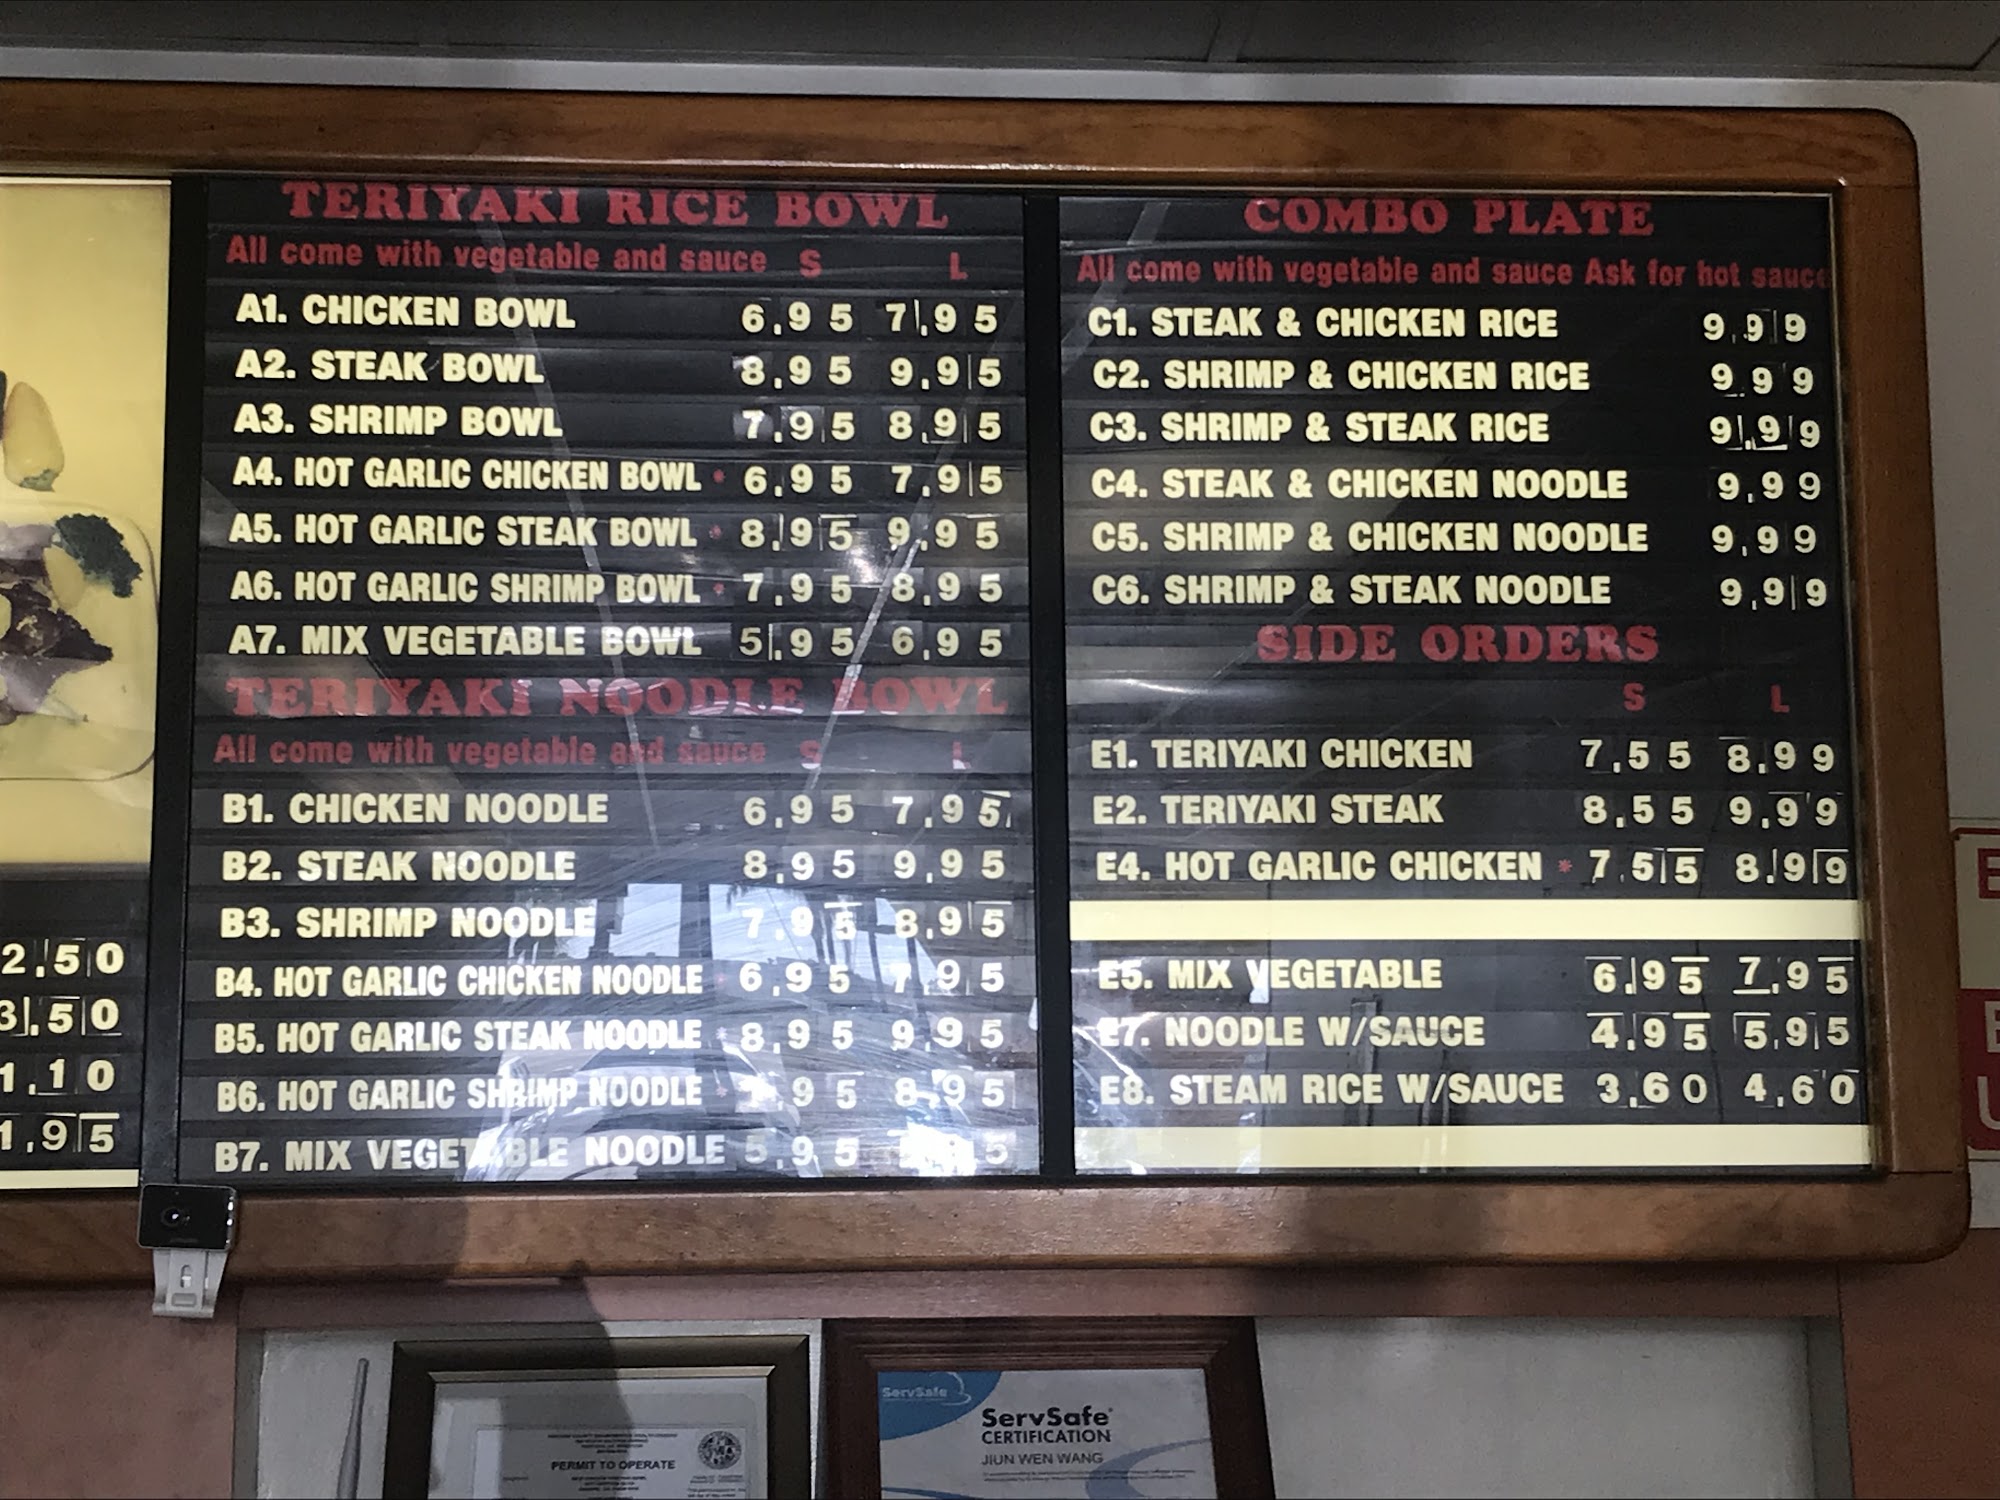 2.50
3.50
1.10
1.95
TERIYAKI RICE BOWL
All come with vegetable and sauce S L
A1. CHICKEN BOWL 6.95 7.95
A2. STEAK BOWL 8.95 9.95
A3. SHRIMP BOWL 7.95 8.95
A4. HOT GARLIC CHICKEN BOWL * 6.95 7.95
A5. HOT GARLIC STEAK BOWL * 8.95 9.95
A6. HOT GARLIC SHRIMP BOWL * 7.95 8.95
A7. MIX VEGETABLE BOWL 5.95 6.95
TERIYAKI NOODLE BOWL
All come with vegetable and sauce S L
B1. CHICKEN NOODLE 6.95 7.95
B2. STEAK NOODLE 8.95 9.95
B3. SHRIMP NOODLE 7.95 8.95
B4. HOT GARLIC CHICKEN NOODLE * 6.95 7.95
B5. HOT GARLIC STEAK NOODLE * 8.95 9.95
B6. HOT GARLIC SHRIMP NOODLE * 7.95 8.95
B7. MIX VEGETABLE NOODLE 5.95
COMBO PLATE
All come with vegetable and sauce Ask for hot sauce
C1. STEAK & CHICKEN RICE 9.99
C2. SHRIMP & CHICKEN RICE 9.99
C3. SHRIMP & STEAK RICE 9.99
C4. STEAK & CHICKEN NOODLE 9.99
C5. SHRIMP & CHICKEN NOODLE 9.99
C6. SHRIMP & STEAK NOODLE 9.99
SIDE ORDERS
S L
E1. TERIYAKI CHICKEN 7.55 8.99
E2. TERIYAKI STEAK 8.55 9.99
E4. HOT GARLIC CHICKEN * 7.55 8.99
E5. MIX VEGETABLE 6.95 7.95
E7. NOODLE W/SAUCE 4.95 5.95
E8. STEAM RICE W/SAUCE 3.60 4.60
PERMIT TO OPERATE
ServSafe
ServSafe®
CERTIFICATION
JIUN WEN WANG